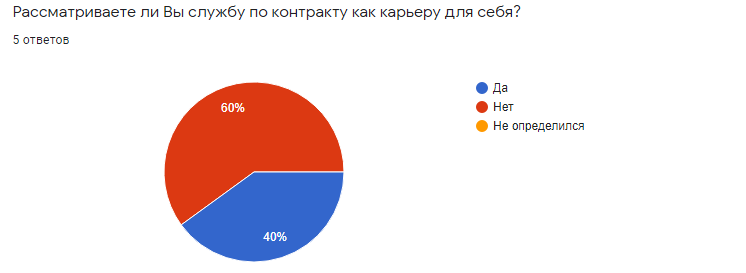 Рассматриваете ли Вы службу по контракту как карьеру для себя?
5 ответов
60%
40%
Да
Нет
Не определился